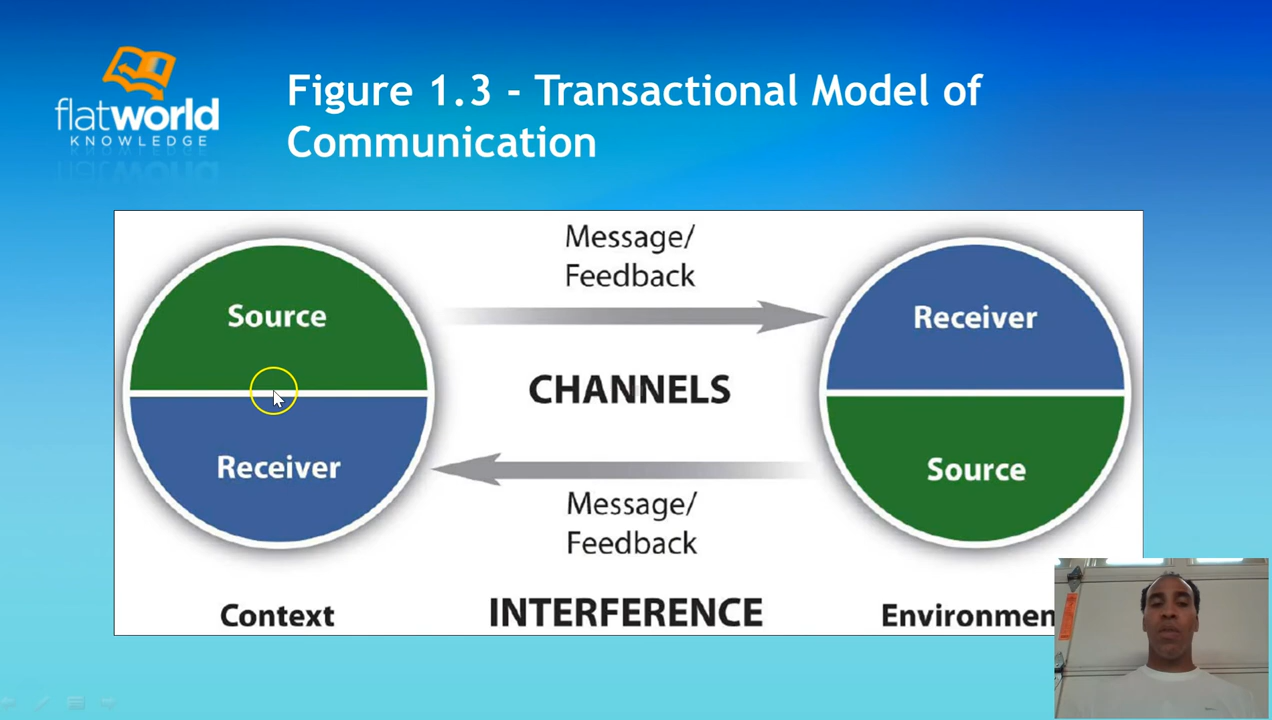 flatworld
KNOWLEDGE
Figure 1.3 - Transactional Model of
Communication
Message/
Feedback
Source
Receiver
CHANNELS
Receiver
Source
Message/
Feedback
Context
INTERFERENCE
Environmen